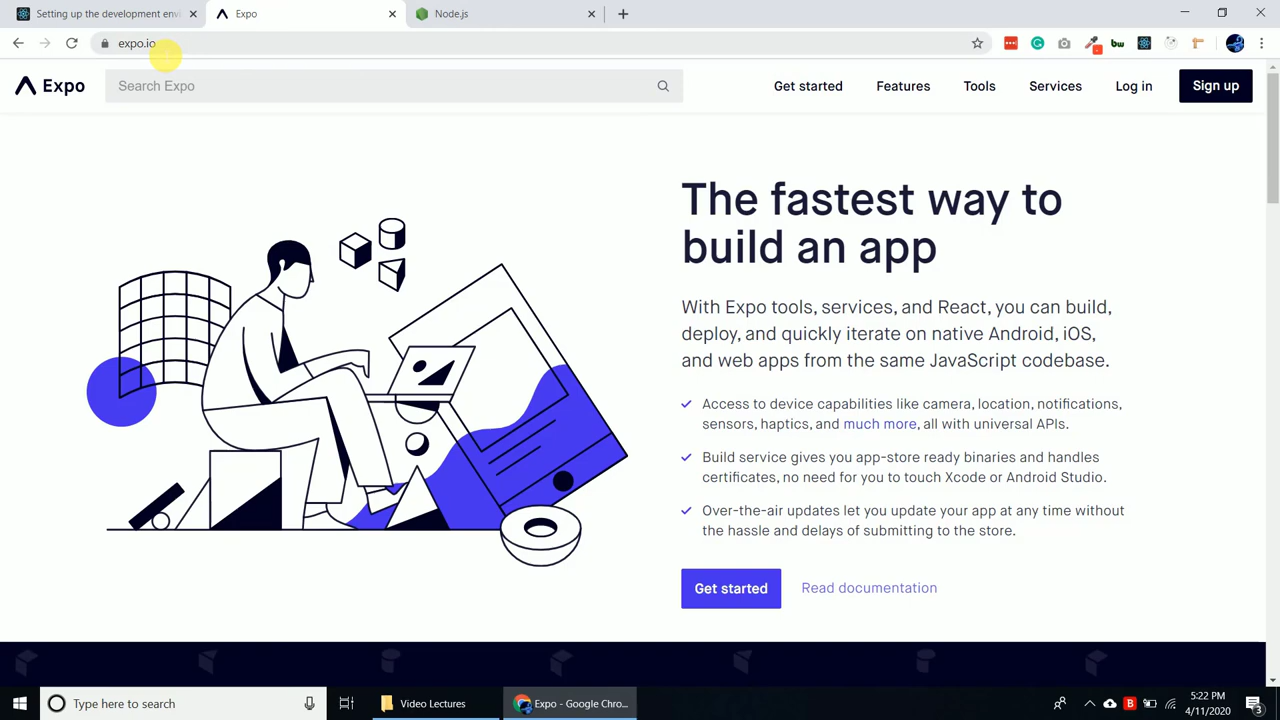 Setting up the development envi
Expo
Node.js
expo.io
Expo
Search Expo
Get started
Features
Tools
Services
Log in
Sign up
The fastest way to
build an app
With Expo tools, services, and React, you can build,
deploy, and quickly iterate on native Android, iOS,
and web apps from the same JavaScript codebase.
Access to device capabilities like camera, location, notifications,
sensors, haptics, and much more, all with universal APIs.
Build service gives you app-store ready binaries and handles
certificates, no need for you to touch Xcode or Android Studio.
Over-the-air updates let you update your app at any time without
the hassle and delays of submitting to the store.
Get started
Read documentation
Type here to search
Video Lectures
Expo - Google Chro...
5:22 PM
4/11/2020